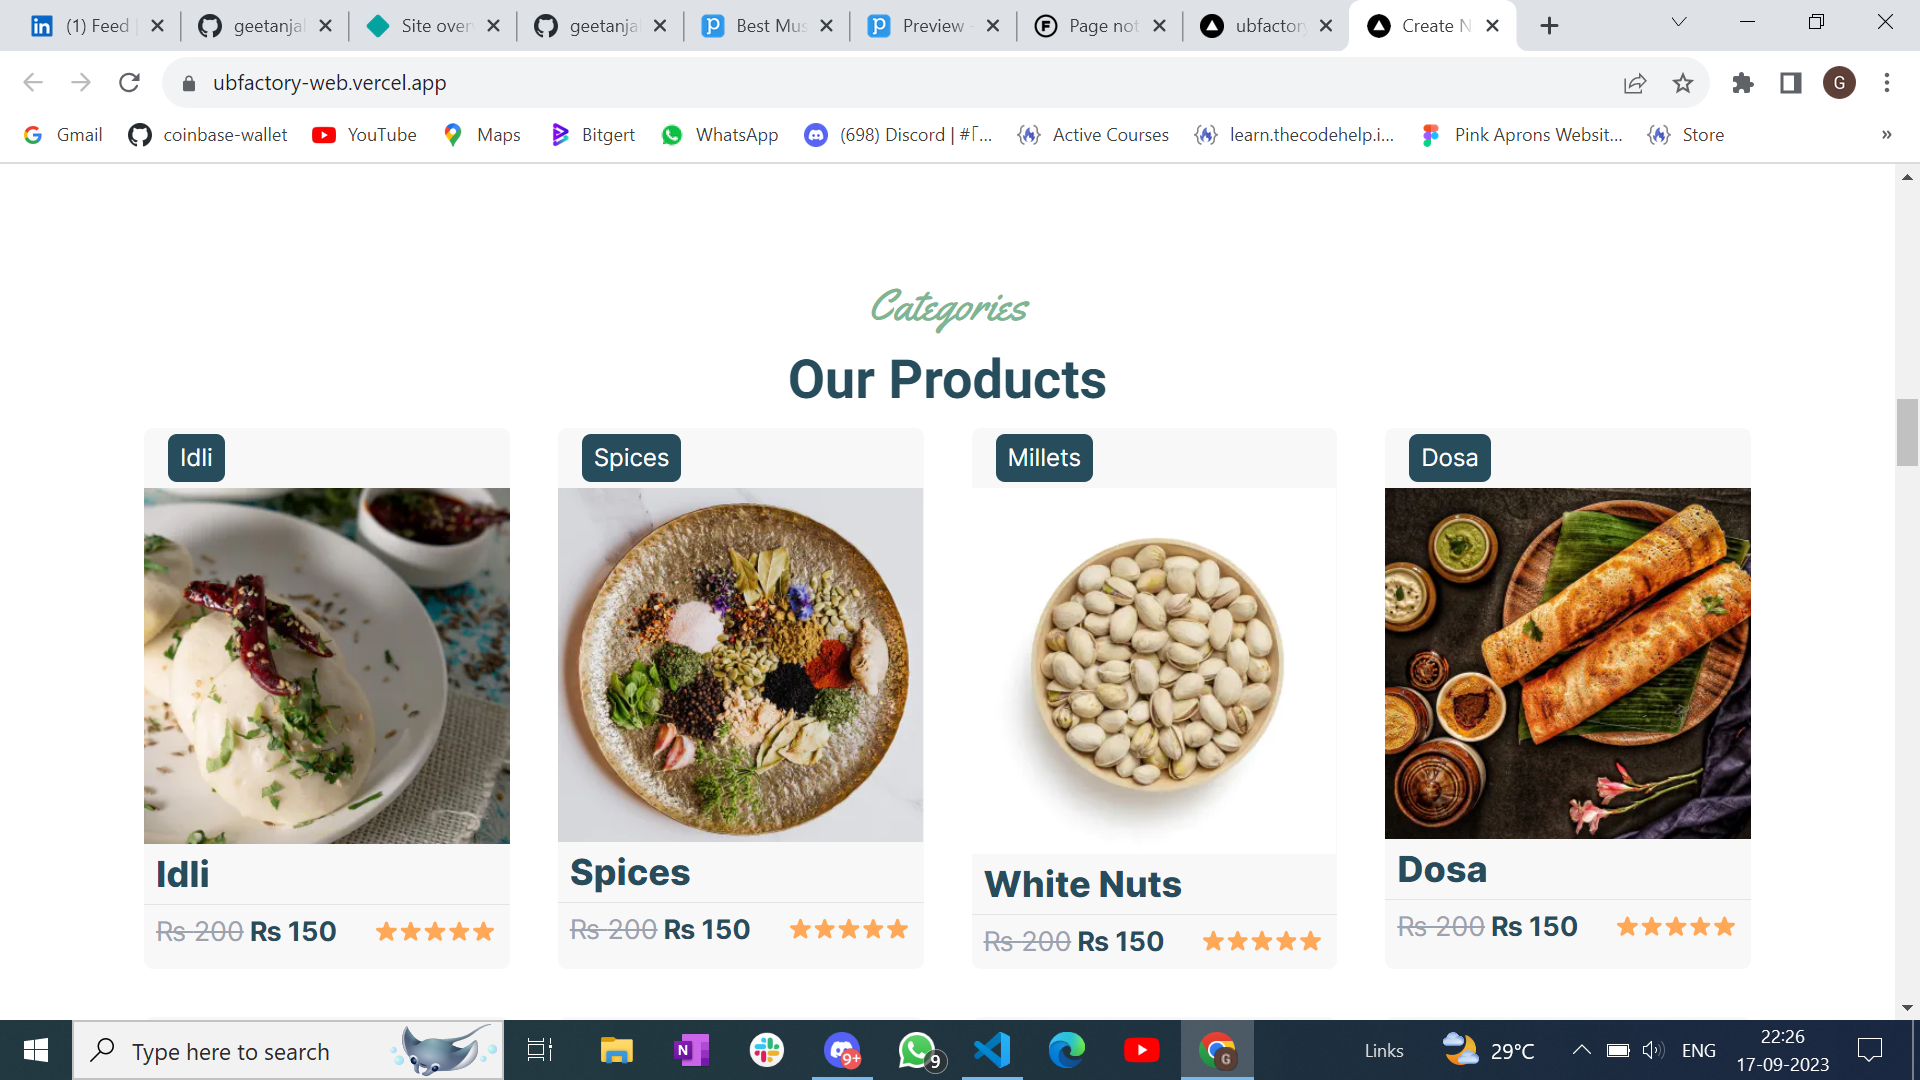 (1) Feed
geetanjal
Site over
geetanjal
Best Mus
Preview -
Page not
ubfactory
Create N
ubfactory-web.vercel.app
G
Gmail
coinbase-wallet
YouTube
Maps
Bitgert
WhatsApp
(698) Discord | #Γ...
Active Courses
learn.thecodehelp.i...
Pink Aprons Websit...
Store
»
Categories
Our Products
Idli
Spices
Millets
Dosa
Idli
Rs 200 Rs 150
Spices
Rs 200 Rs 150
White Nuts
Rs 200 Rs 150
Dosa
Rs 200 Rs 150
Type here to search
9+
9
G
Links
29°C
ENG
22:26
17-09-2023